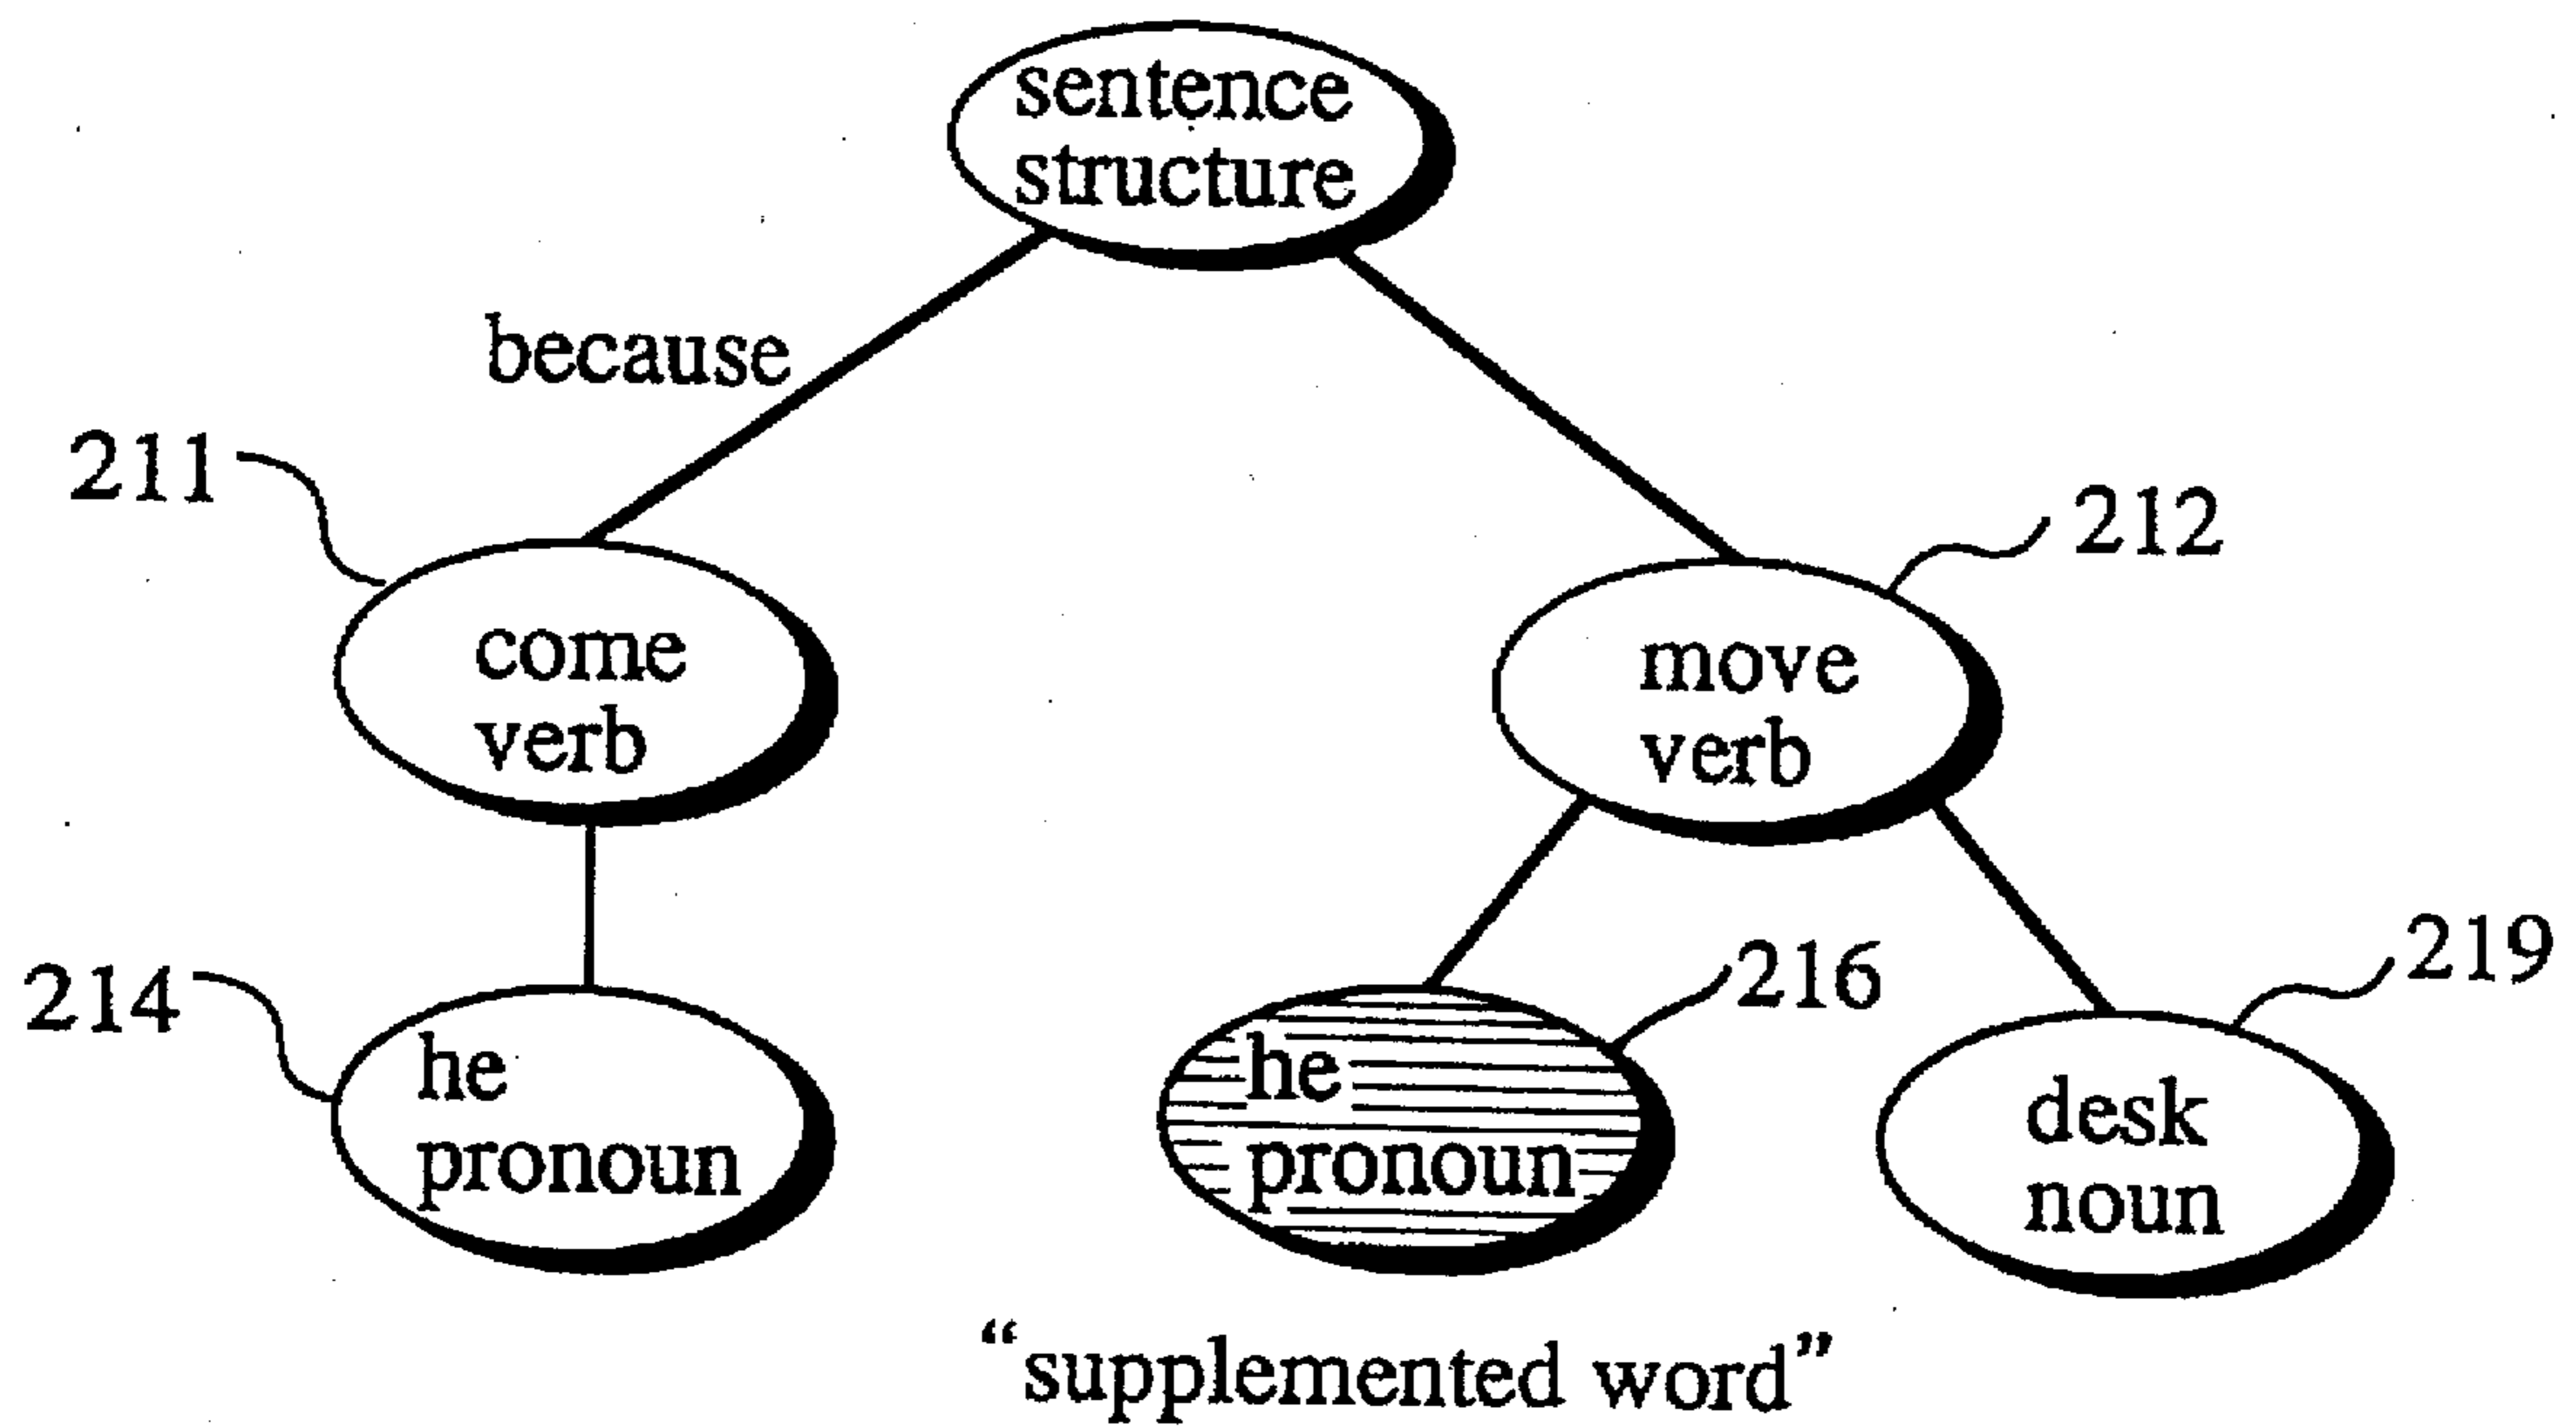 sentence
structure
because
211
212
come
verb
move
verb
214
216
219
he
pronoun
he
pronoun
desk
noun
“supplemented word”